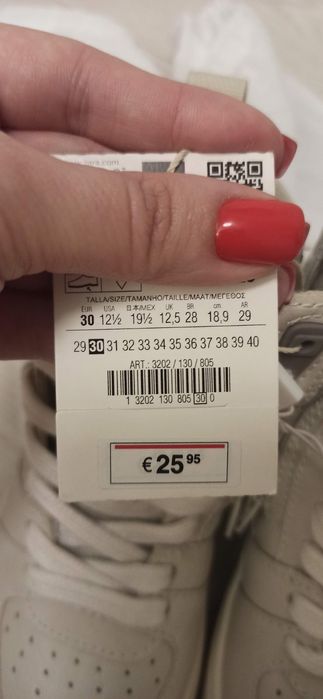 TALLA/SIZE/TAMANHO/TAILLE/MAAT/ΜΕΓΕΘΟΣ
EUR USA 日本/MEX UK BR cm AR
30 12½ 19½ 12,5 28 18,9 29
29 30 31 32 33 34 35 36 37 38 39 40
ART.: 3202 / 130 / 805
1 3202 130 805 30 0
€ 25 95